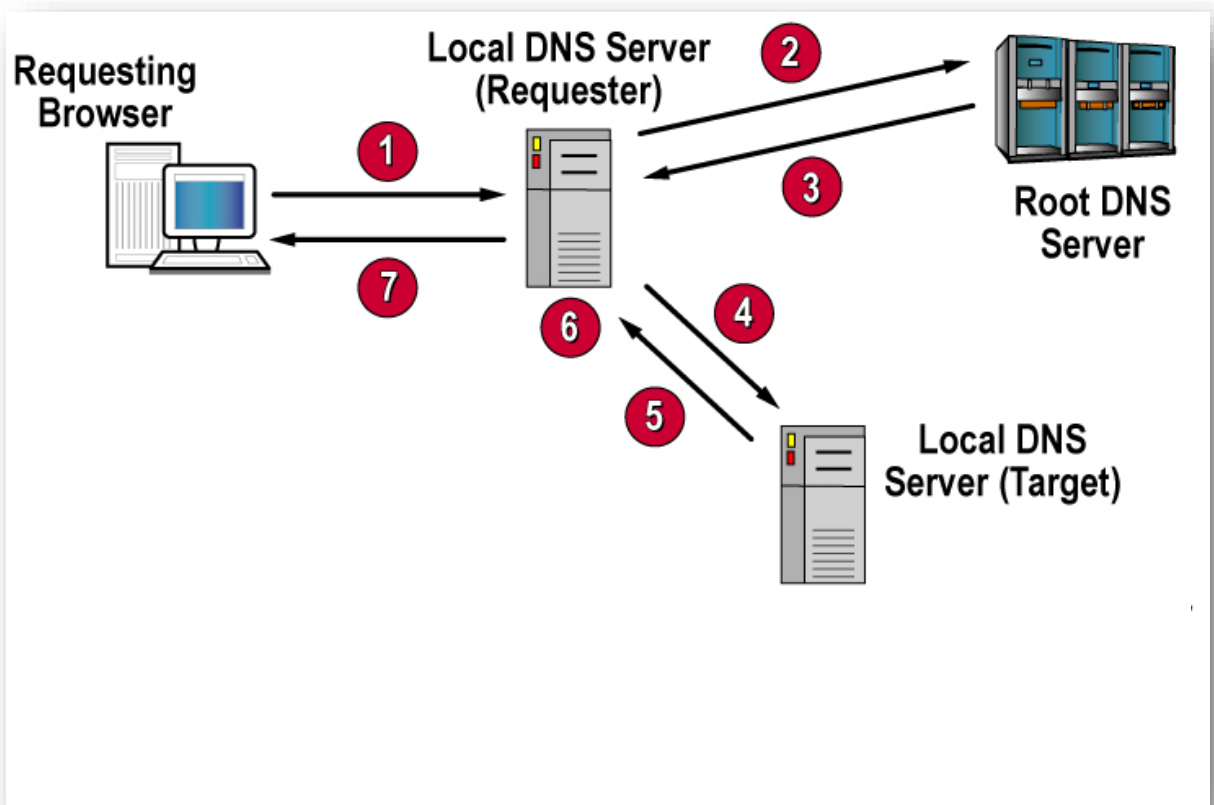 Requesting
Browser
Local DNS Server
(Requester)
1
2
3
Root DNS
Server
7
6
4
5
Local DNS
Server (Target)
,